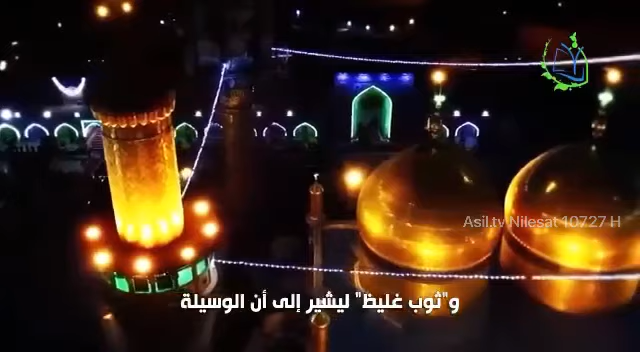 Asil.tv Nilesat 10727 H
و"ثوب غليظ" ليشير إلى أن الوسيلة